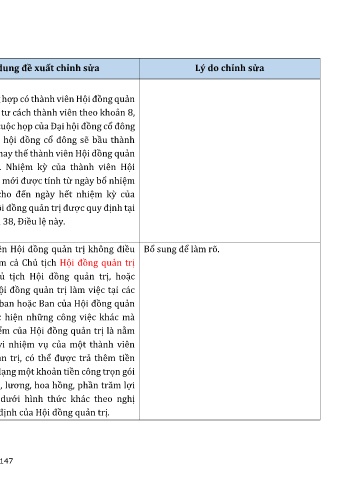 dung đề xuất chỉnh sửa Lý do chỉnh sửa
hợp có thành viên Hội đồng quản
tư cách thành viên theo khoản 8,
cuộc họp của Đại hội đồng cổ đông
hội đồng cổ đông sẽ bầu thành
thay thế thành viên Hội đồng quản
. Nhiệm kỳ của thành viên Hội
mới được tính từ ngày bổ nhiệm
cho đến ngày hết nhiệm kỳ của
ội đồng quản trị được quy định tại
38, Điều lệ này.
ên Hội đồng quản trị không điều Bổ sung để làm rõ.
m cả Chủ tịch Hội đồng quản trị
hủ tịch Hội đồng quản trị, hoặc
ội đồng quản trị làm việc tại các
ban hoặc Ban của Hội đồng quản
c hiện những công việc khác mà
iểm của Hội đồng quản trị là nằm
vi nhiệm vụ của một thành viên
ản trị, có thể được trả thêm tiền
dạng một khoản tiền công trọn gói
, lương, hoa hồng, phần trăm lợi
dưới hình thức khác theo nghị
định của Hội đồng quản trị.
147